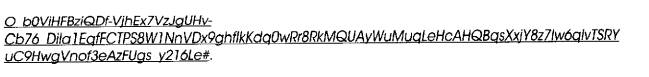 O_b0ViHFBziQDf-VjhEx7VzJgUHv-
Cb76_Dila1EqfFCTPS8W1NnVDx9ghflkKdq0wRr8RkMQUAyWuMuqLeHcAHQBqsXxjY8z7lw6qlvTSRY
uC9HwgVnof3eAzFUgs_y216Le#.